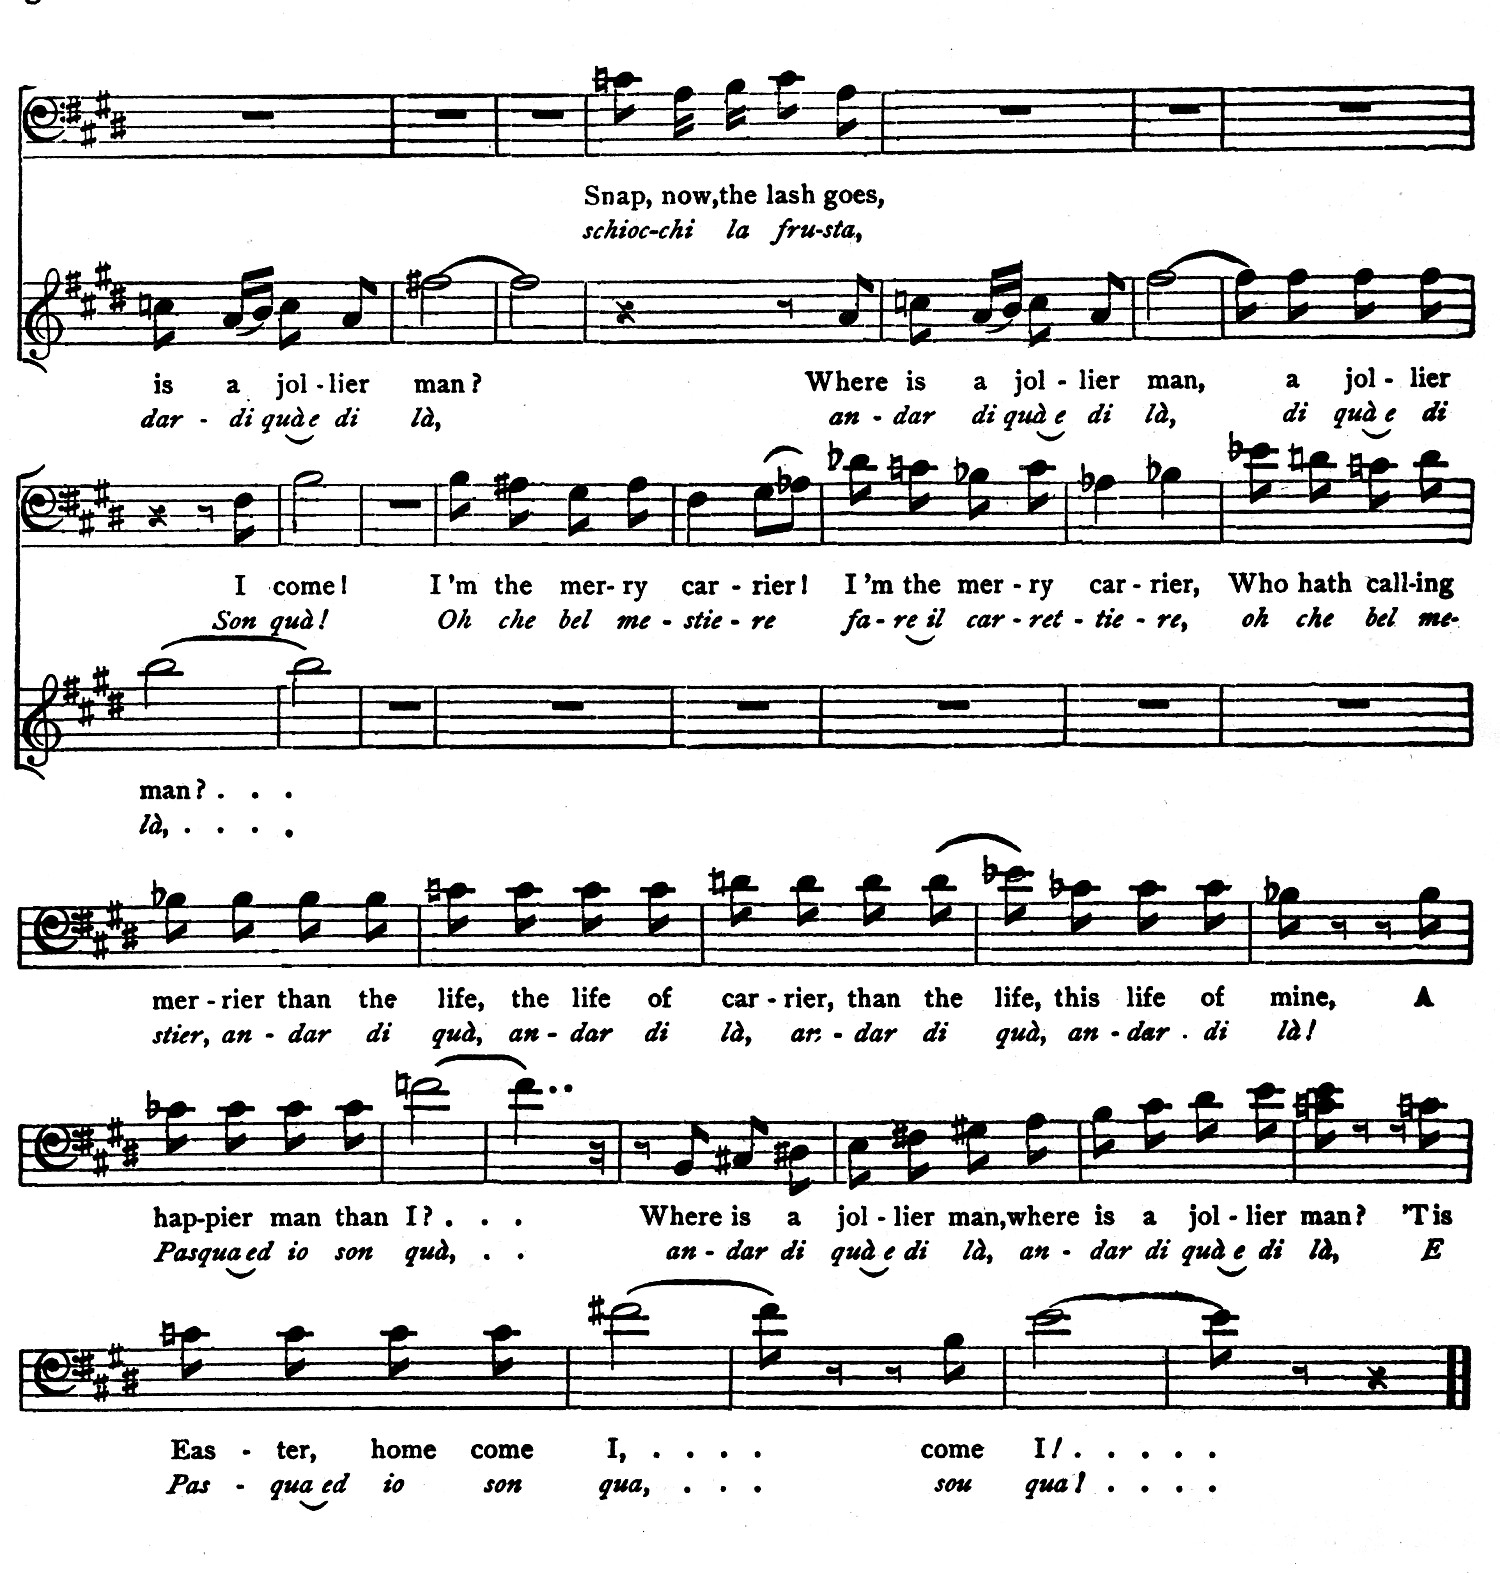 Snap, now, the lash goes,
schioc-chi la fru-sta,
is a jol - lier man? Where is a jol - lier man, a jol - lier
dar - di quà e di là, an - dar di quà e di là, di quà e di
I come! I'm the mer- ry car - rier! I'm the mer - ry car - rier, Who hath call-ing
Son quà! Oh che bel me - stie - re fa - re il car - ret - tie - re, oh che bel me-
man? . . .
là, . . . .
mer - rier than the life, the life of car - rier, than the life, this life of mine, A
stier, an - dar di quà, an - dar di là, an - dar di quà, an - dar . di là!
hap-pier man than I? . . . Where is a jol - lier man, where is a jol - lier man? 'Tis
Pasqua ed io son quà, . . an - dar di quà e di là, an - dar di quà e di là, E
Eas - ter, home come I, . . . . come I! . . . . .
Pas - qua ed io son qua, . . . sou qua! . . . .